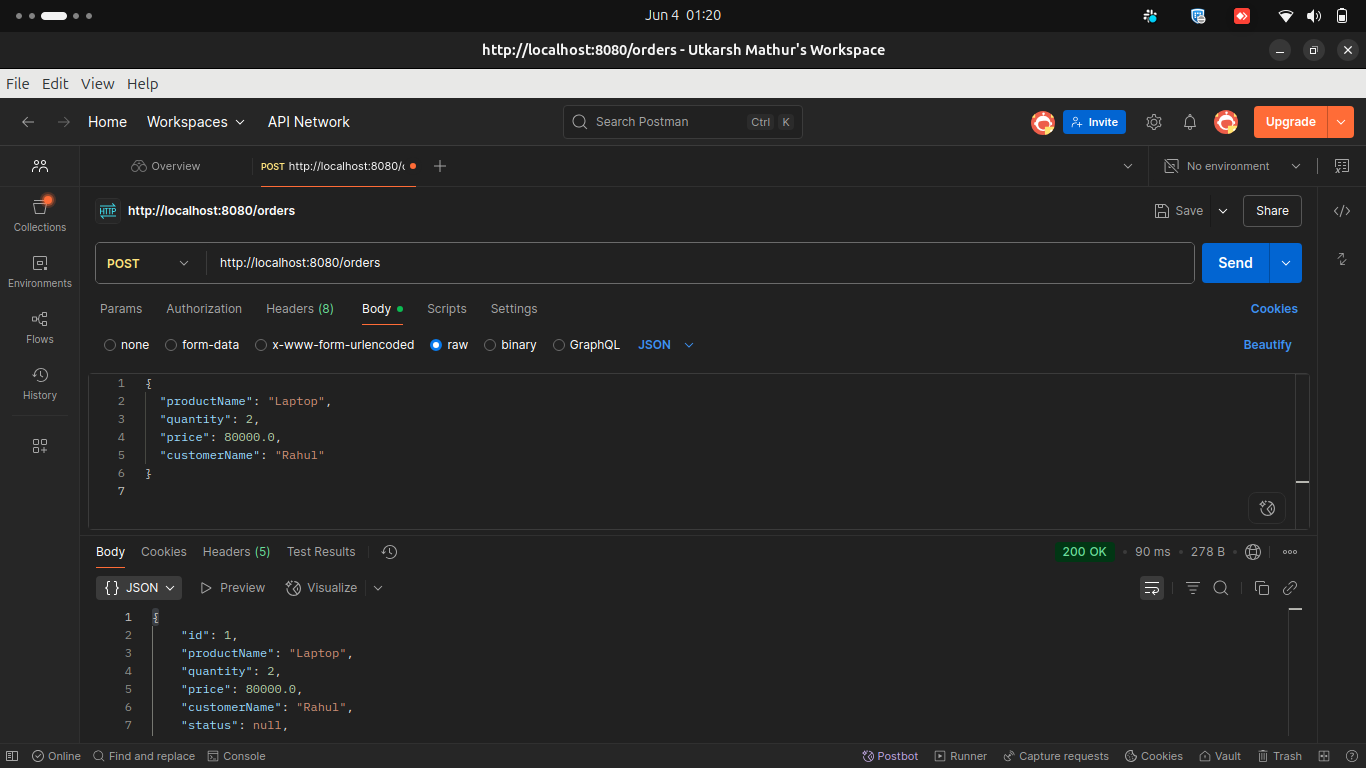 Jun 4 01:20
http://localhost:8080/orders - Utkarsh Mathur's Workspace
File Edit View Help
Home Workspaces API Network Search Postman Ctrl K Invite Upgrade
Overview POST http://localhost:8080/o No environment
HTTP http://localhost:8080/orders Save Share
Collections
POST http://localhost:8080/orders Send
Environments
Params Authorization Headers (8) Body Scripts Settings Cookies
Flows
none form-data x-www-form-urlencoded raw binary GraphQL JSON Beautify
History
1 {
2 "productName": "Laptop",
3 "quantity": 2,
4 "price": 80000.0,
5 "customerName": "Rahul"
6 }
7
Body Cookies Headers (5) Test Results 200 OK • 90 ms • 278 B
{} JSON Preview Visualize
1 {
2 "id": 1,
3 "productName": "Laptop",
4 "quantity": 2,
5 "price": 80000.0,
6 "customerName": "Rahul",
7 "status": null,
Online Find and replace Console Postbot Runner Capture requests Cookies Vault Trash